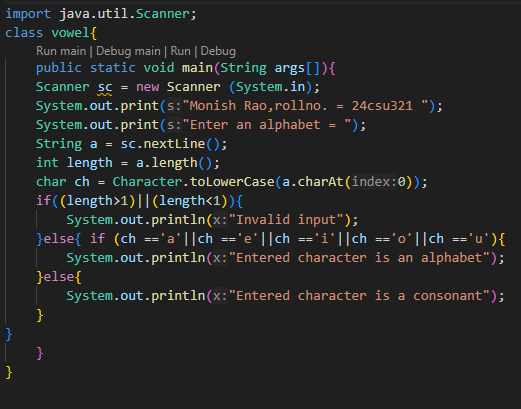 import java.util.Scanner;
class vowel{
Run main | Debug main | Run | Debug
public static void main(String args[]){
Scanner sc = new Scanner (System.in);
System.out.print(s:"Monish Rao,rollno. = 24csu321 ");
System.out.print(s:"Enter an alphabet = ");
String a = sc.nextLine();
int length = a.length();
char ch = Character.toLowerCase(a.charAt(index:0));
if((length>1)||(length<1)){
System.out.println(x:"Invalid input");
}else{ if (ch =='a'||ch =='e'||ch =='i'||ch =='o'||ch =='u'){
System.out.println(x:"Entered character is an alphabet");
}else{
System.out.println(x:"Entered character is a consonant");
}
}
}
}